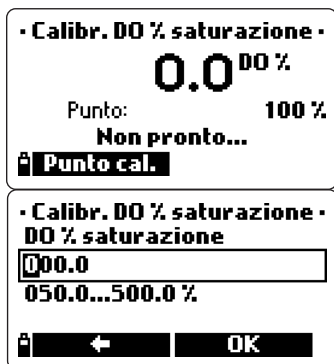 · Calibr. DO % saturazione ·
0.0 DO %
Punto: 100 %
Non pronto...
Punto cal.
· Calibr. DO % saturazione ·
DO % saturazione
000.0
050.0...500.0 %
← OK